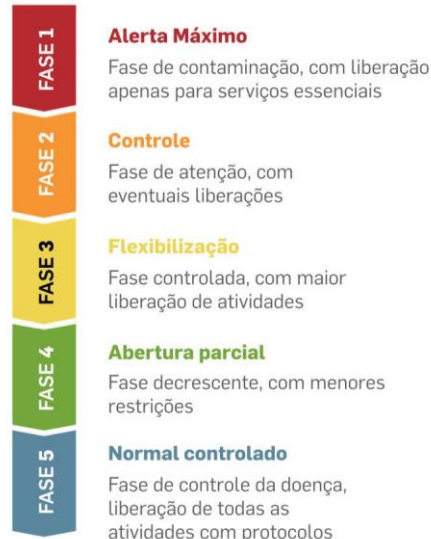 FASE 1
Alerta Máximo
Fase de contaminação, com liberação
apenas para serviços essenciais
FASE 2
Controle
Fase de atenção, com
eventuais liberações
FASE 3
Flexibilização
Fase controlada, com maior
liberação de atividades
FASE 4
Abertura parcial
Fase decrescente, com menores
restrições
FASE 5
Normal controlado
Fase de controle da doença,
liberação de todas as
atividades com protocolos